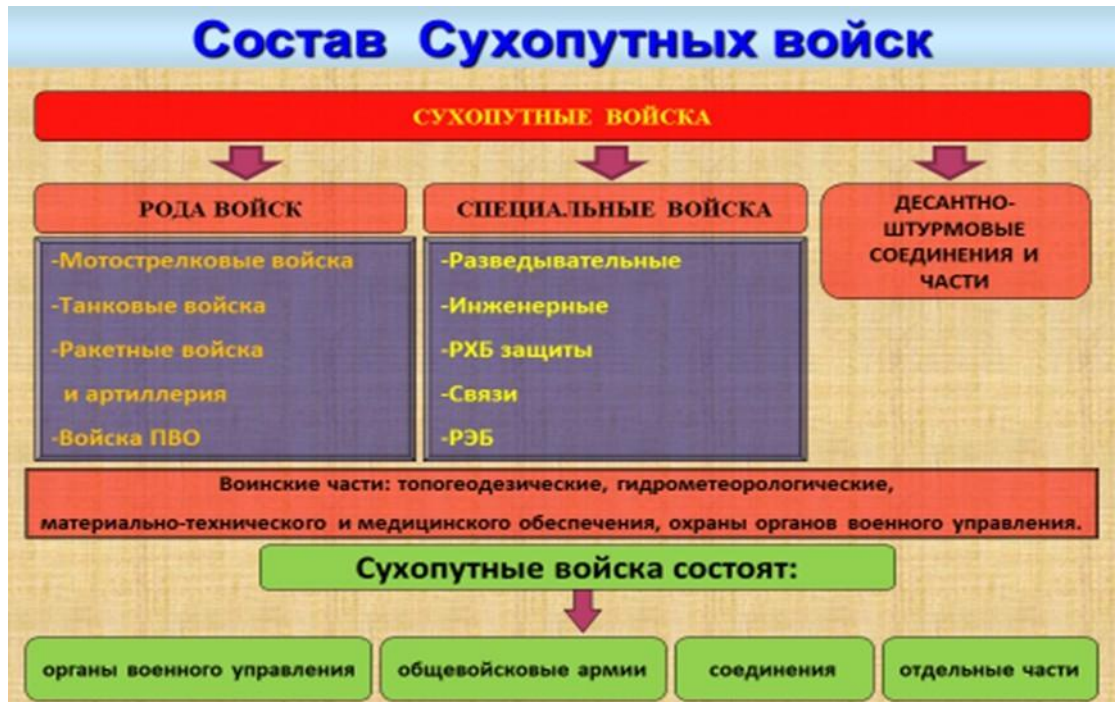 Состав Сухопутных войск
СУХОПУТНЫЕ ВОЙСКА
РОДА ВОЙСК
-Мотострелковые войска
-Танковые войска
-Ракетные войска
и артиллерия
-Войска ПВО
СПЕЦИАЛЬНЫЕ ВОЙСКА
-Разведывательные
-Инженерные
-РХБ защиты
-Связи
-РЭБ
ДЕСАНТНО-
ШТУРМОВЫЕ
СОЕДИНЕНИЯ И
ЧАСТИ
Воинские части: топогеодезические, гидрометеорологические,
материально-технического и медицинского обеспечения, охраны органов военного управления.
Сухопутные войска состоят:
органы военного управления
общевойсковые армии
соединения
отдельные части